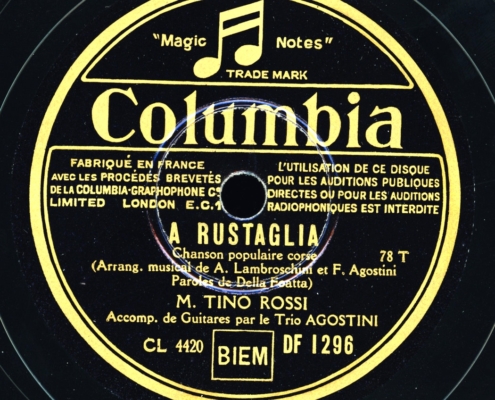 "Magic Notes"
TRADE MARK
Columbia
FABRIQUÉ EN FRANCE
AVEC LES PROCÉDÉS BREVETÉS
DE LA COLUMBIA-GRAPHOPHONE Cº
LIMITED LONDON E.C.1
L'UTILISATION DE CE DISQUE
POUR LES AUDITIONS PUBLIQUES
DIRECTES OU POUR LES AUDITIONS
RADIOPHONIQUES EST INTERDITE
A RUSTAGLIA
Chanson populaire corse 78 T
(Arrang. musical de A. Lambroschini et F. Agostini
Paroles de Della Foatta)
M. TINO ROSSI
Accomp. de Guitares par le Trio AGOSTINI
CL 4420 BIEM DF 1296